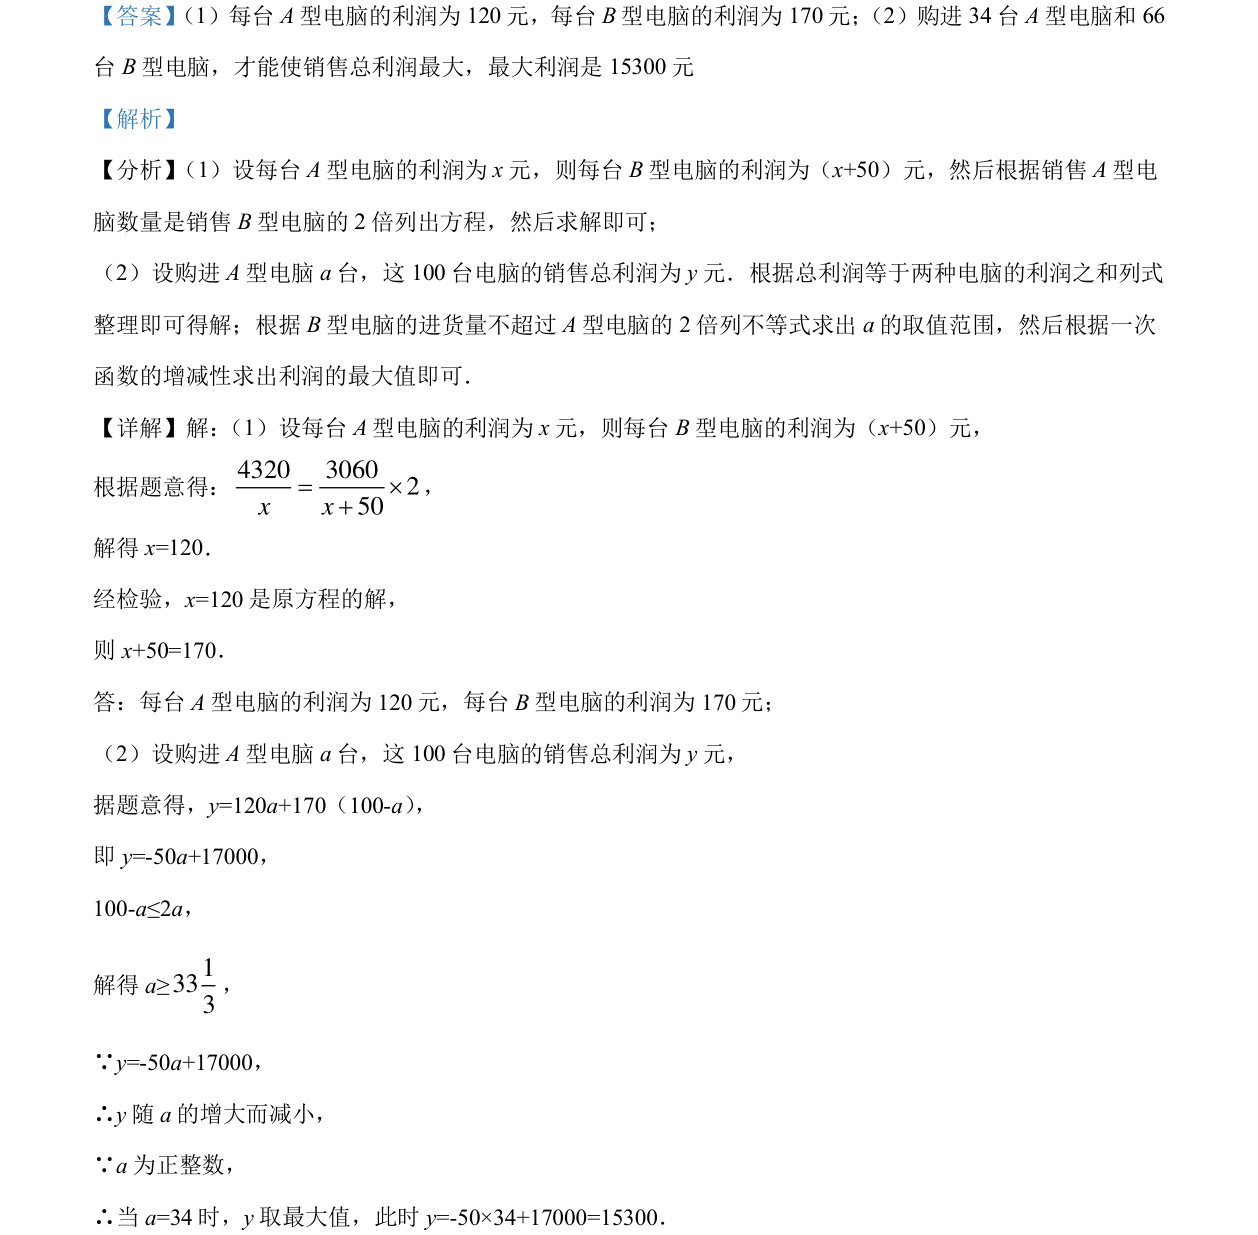 【答案】（1）每台 A 型电脑的利润为 120 元，每台 B 型电脑的利润为 170 元；（2）购进 34 台 A 型电脑和 66
台 B 型电脑，才能使销售总利润最大，最大利润是 15300 元
【解析】
【分析】（1）设每台 A 型电脑的利润为 x 元，则每台 B 型电脑的利润为（x+50）元，然后根据销售 A 型电
脑数量是销售 B 型电脑的 2 倍列出方程，然后求解即可；
（2）设购进 A 型电脑 a 台，这 100 台电脑的销售总利润为 y 元．根据总利润等于两种电脑的利润之和列式
整理即可得解；根据 B 型电脑的进货量不超过 A 型电脑的 2 倍列不等式求出 a 的取值范围，然后根据一次
函数的增减性求出利润的最大值即可．
【详解】解：（1）设每台 A 型电脑的利润为 x 元，则每台 B 型电脑的利润为（x+50）元，
根据题意得：4320/x = 3060/(x+50) ×2，
解得 x=120．
经检验，x=120 是原方程的解，
则 x+50=170．
答：每台 A 型电脑的利润为 120 元，每台 B 型电脑的利润为 170 元；
（2）设购进 A 型电脑 a 台，这 100 台电脑的销售总利润为 y 元，
据题意得，y=120a+170（100-a），
即 y=-50a+17000，
100-a≤2a，
解得 a≥33 1/3，
∵y=-50a+17000，
∴y 随 a 的增大而减小，
∵a 为正整数，
∴当 a=34 时，y 取最大值，此时 y=-50×34+17000=15300．